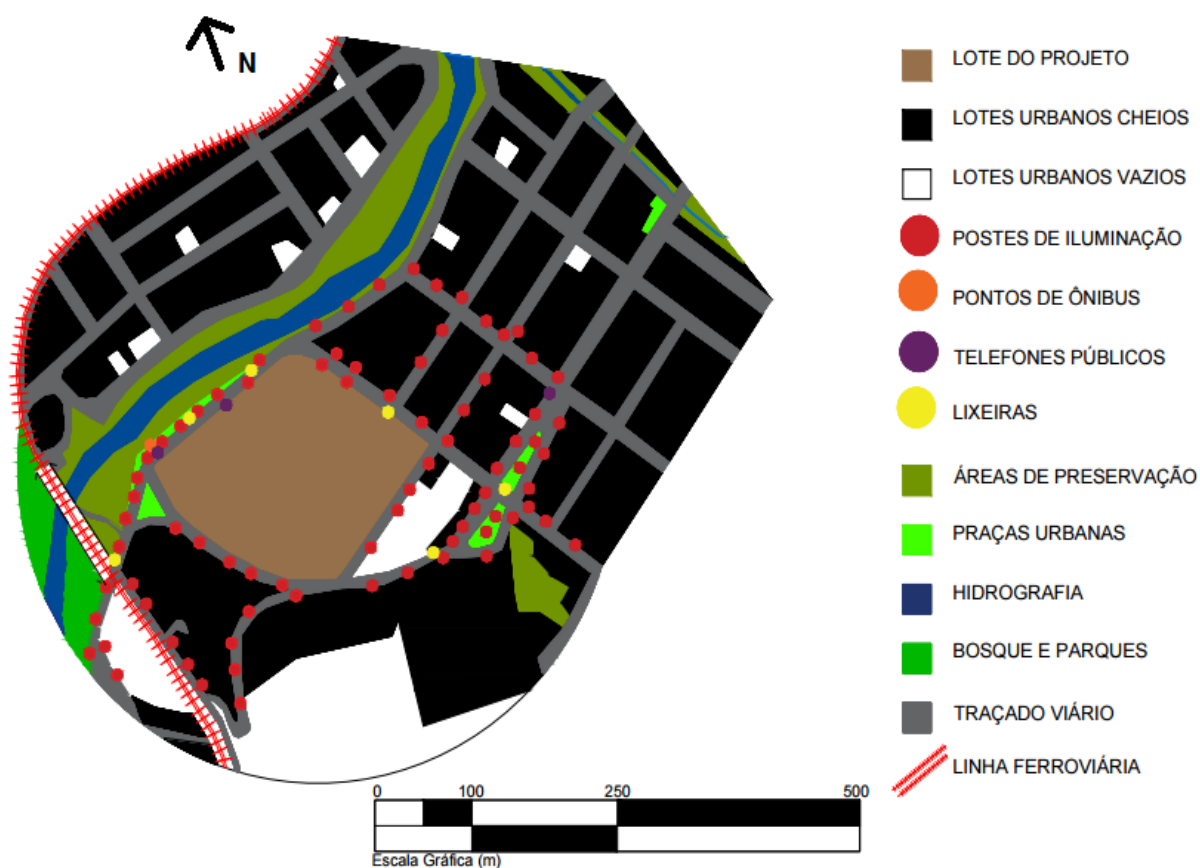 N
LOTE DO PROJETO
LOTES URBANOS CHEIOS
LOTES URBANOS VAZIOS
POSTES DE ILUMINAÇÃO
PONTOS DE ÔNIBUS
TELEFONES PÚBLICOS
LIXEIRAS
ÁREAS DE PRESERVAÇÃO
PRAÇAS URBANAS
HIDROGRAFIA
BOSQUE E PARQUES
TRAÇADO VIÁRIO
LINHA FERROVIÁRIA
0 100 250 500
Escala Gráfica (m)